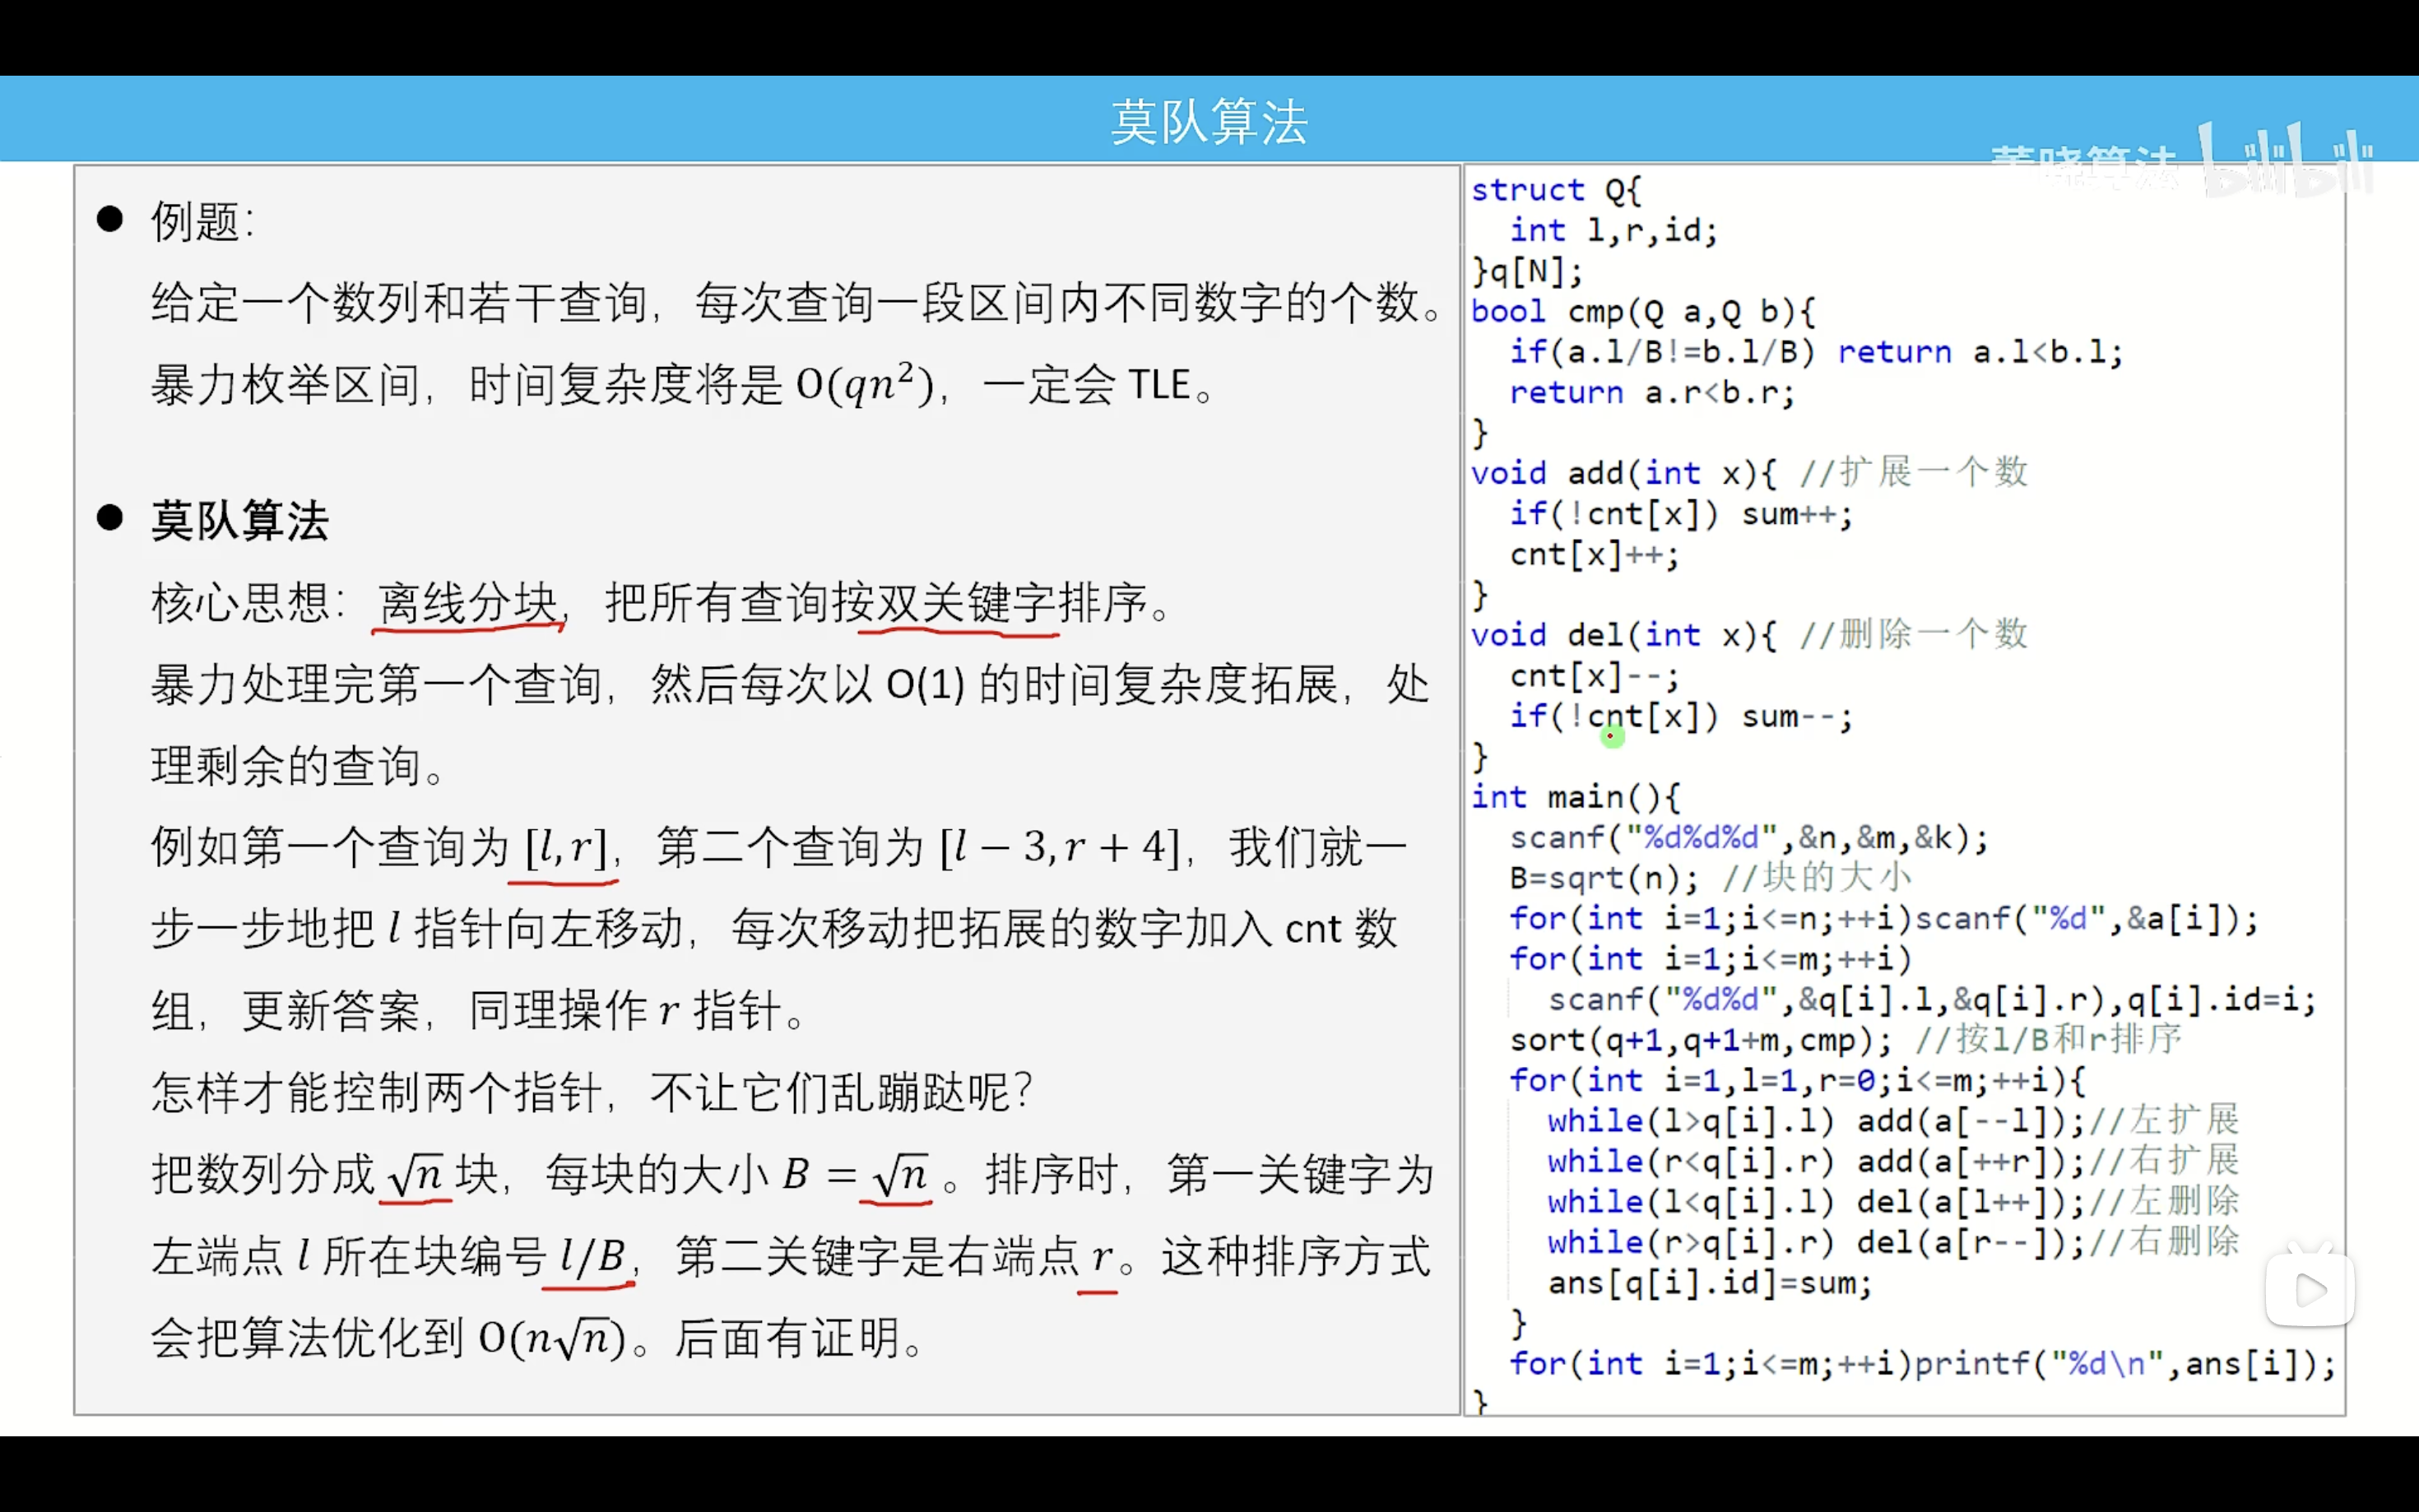 莫队算法
董晓算法 bilibili
● 例题：
给定一个数列和若干查询，每次查询一段区间内不同数字的个数。
暴力枚举区间，时间复杂度将是 O(qn²)，一定会 TLE。
● 莫队算法
核心思想：离线分块，把所有查询按双关键字排序。
暴力处理完第一个查询，然后每次以 O(1) 的时间复杂度拓展，处
理剩余的查询。
例如第一个查询为 [l, r]，第二个查询为 [l − 3, r + 4]，我们就一
步一步地把 l 指针向左移动，每次移动把拓展的数字加入 cnt 数
组，更新答案，同理操作 r 指针。
怎样才能控制两个指针，不让它们乱蹦跶呢？
把数列分成 √n 块，每块的大小 B = √n 。排序时，第一关键字为
左端点 l 所在块编号 l/B，第二关键字是右端点 r。这种排序方式
会把算法优化到 O(n√n)。后面有证明。
struct Q{
  int l,r,id;
}q[N];
bool cmp(Q a,Q b){
  if(a.l/B!=b.l/B) return a.l<b.l;
  return a.r<b.r;
}
void add(int x){ //扩展一个数
  if(!cnt[x]) sum++;
  cnt[x]++;
}
void del(int x){ //删除一个数
  cnt[x]--;
  if(!cnt[x]) sum--;
}
int main(){
  scanf("%d%d%d",&n,&m,&k);
  B=sqrt(n); //块的大小
  for(int i=1;i<=n;++i)scanf("%d",&a[i]);
  for(int i=1;i<=m;++i)
    scanf("%d%d",&q[i].l,&q[i].r),q[i].id=i;
  sort(q+1,q+1+m,cmp); //按l/B和r排序
  for(int i=1,l=1,r=0;i<=m;++i){
    while(l>q[i].l) add(a[--l]);//左扩展
    while(r<q[i].r) add(a[++r]);//右扩展
    while(l<q[i].l) del(a[l++]);//左删除
    while(r>q[i].r) del(a[r--]);//右删除
    ans[q[i].id]=sum;
  }
  for(int i=1;i<=m;++i)printf("%d\n",ans[i]);
}